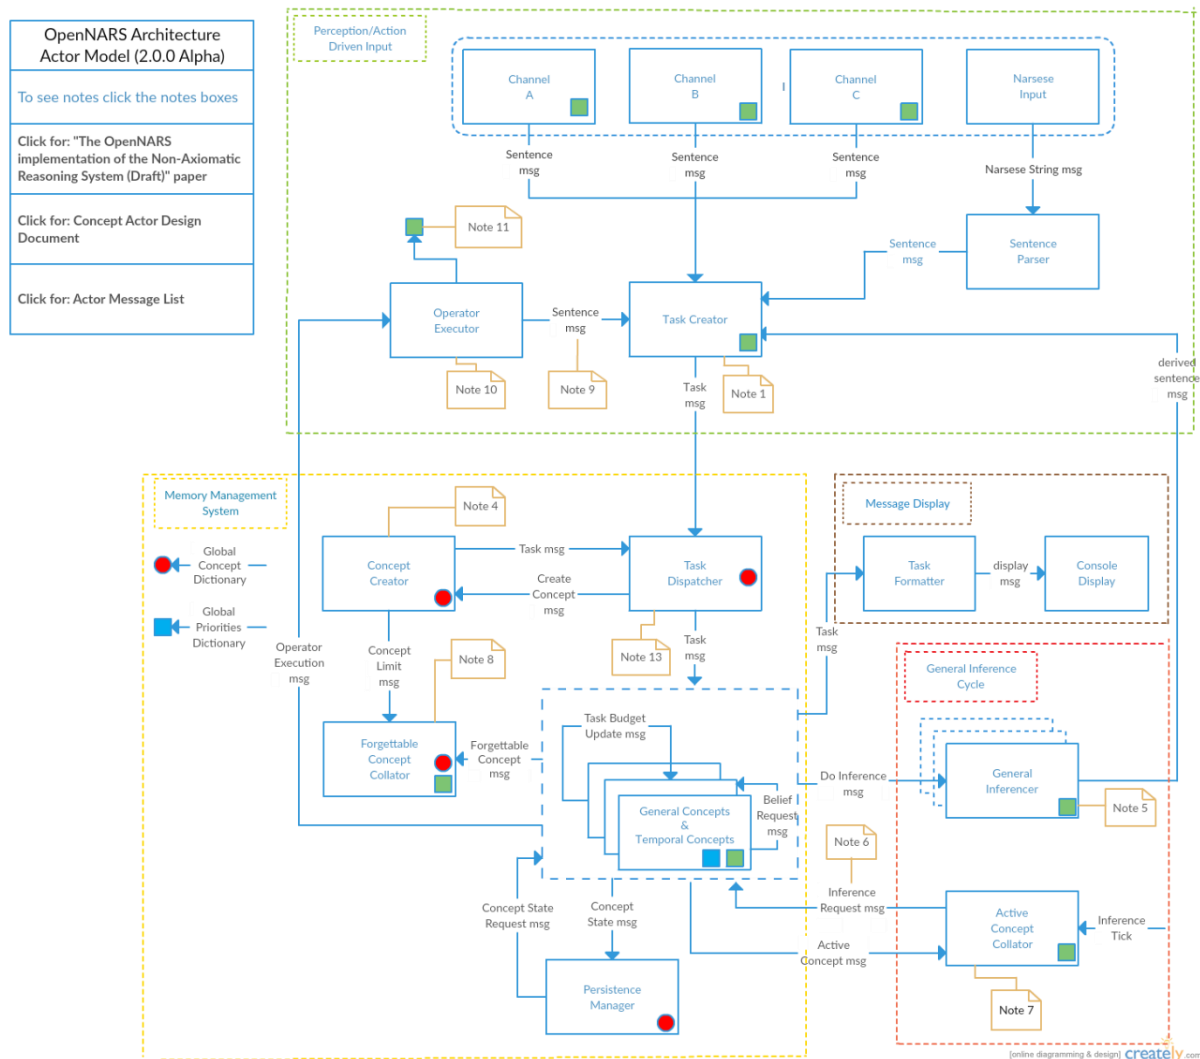 OpenNARS Architecture
Actor Model (2.0.0 Alpha)
To see notes click the notes boxes
Click for: "The OpenNARS
implementation of the Non-Axiomatic
Reasoning System (Draft)" paper
Click for: Concept Actor Design
Document
Click for: Actor Message List
Perception/Action
Driven Input
Channel
A
Channel
B
I
Channel
C
Narsese
Input
Sentence
msg
Sentence
msg
Sentence
msg
Narsese String msg
Note 11
Sentence
msg
Sentence
Parser
Operator
Executor
Sentence
msg
Task Creator
Note 10
Note 9
Task
msg
Note 1
derived
sentence
msg
Memory Management
System
Note 4
Global
Concept
Dictionary
Global
Priorities
Dictionary
Concept
Creator
Task msg
Create
Concept
msg
Task
Dispatcher
Operator
Execution
msg
Concept
Limit
msg
Note 8
Note 13
Task
msg
Forgettable
Concept
Collator
Forgettable
Concept
msg
Task Budget
Update msg
General Concepts
&
Temporal Concepts
Belief
Request
msg
Concept State
Request msg
Concept
State msg
Persistence
Manager
Message Display
Task
Formatter
display
msg
Console
Display
Task
msg
General Inference
Cycle
Do Inference
msg
General
Inferencer
Note 5
Note 6
Inference
Request msg
Active
Concept msg
Active
Concept
Collator
Inference
Tick
Note 7
[online diagramming & design] creately.com